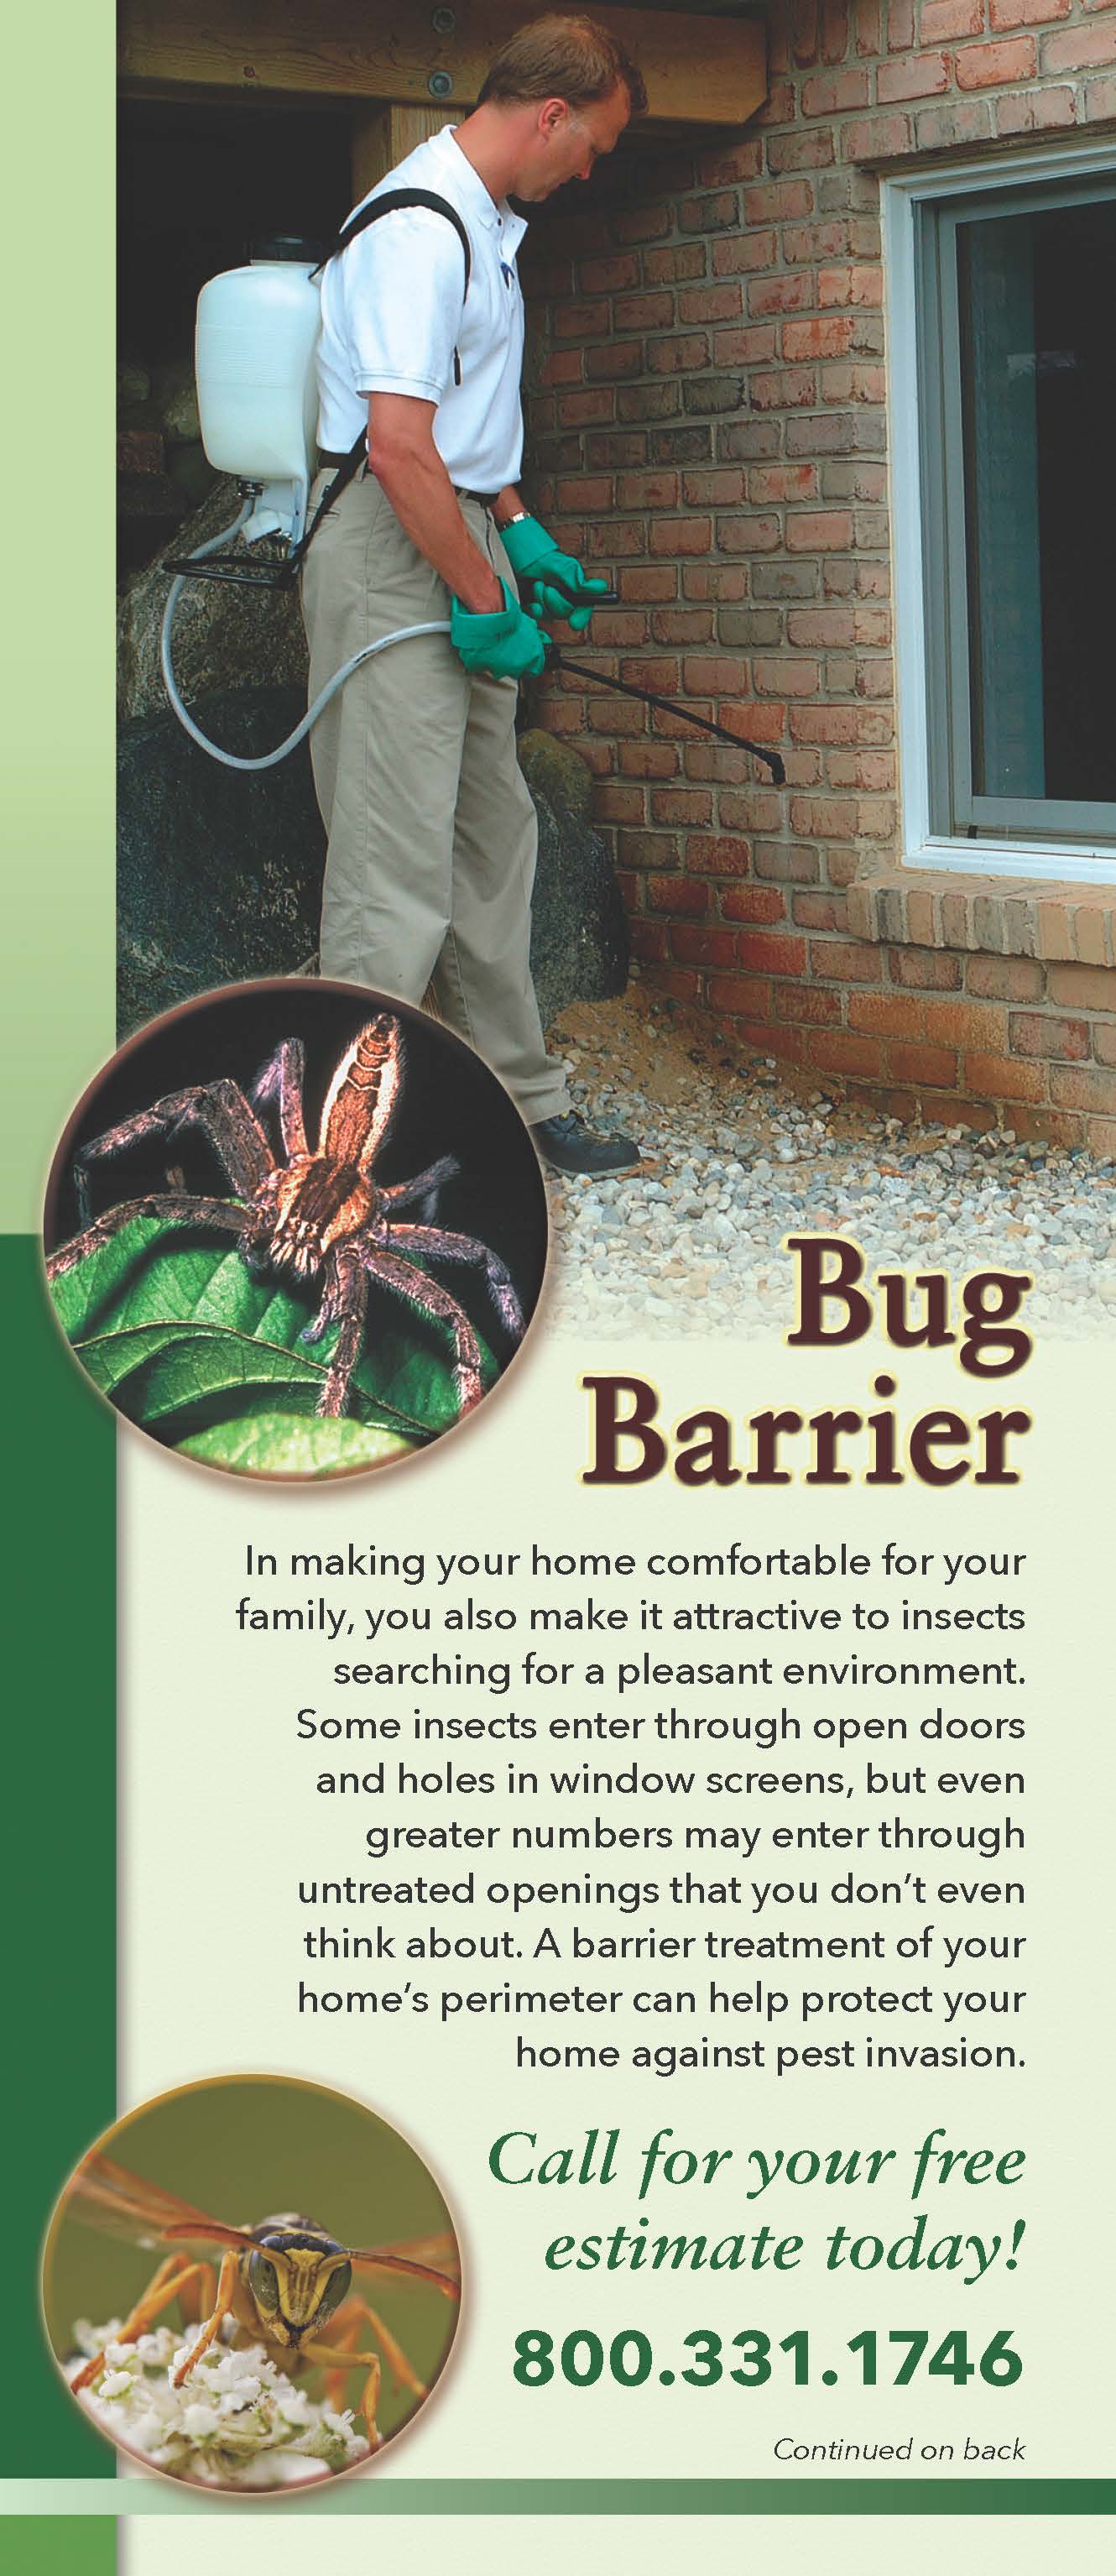 Bug
Barrier
In making your home comfortable for your
family, you also make it attractive to insects
searching for a pleasant environment.
Some insects enter through open doors
and holes in window screens, but even
greater numbers may enter through
untreated openings that you don’t even
think about. A barrier treatment of your
home’s perimeter can help protect your
home against pest invasion.
Call for your free
estimate today!
800.331.1746
Continued on back